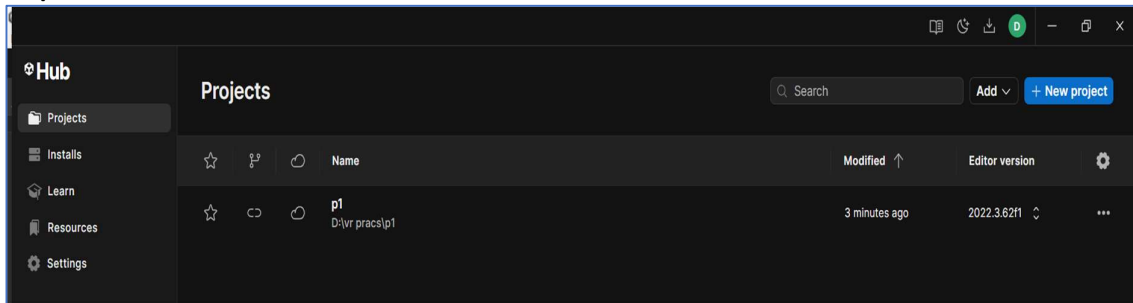 D
Hub
Projects
Search
Add
+ New project
Projects
Installs
Learn
Resources
Settings
Name
Modified ↑
Editor version
p1
D:\vr pracs\p1
3 minutes ago
2022.3.62f1